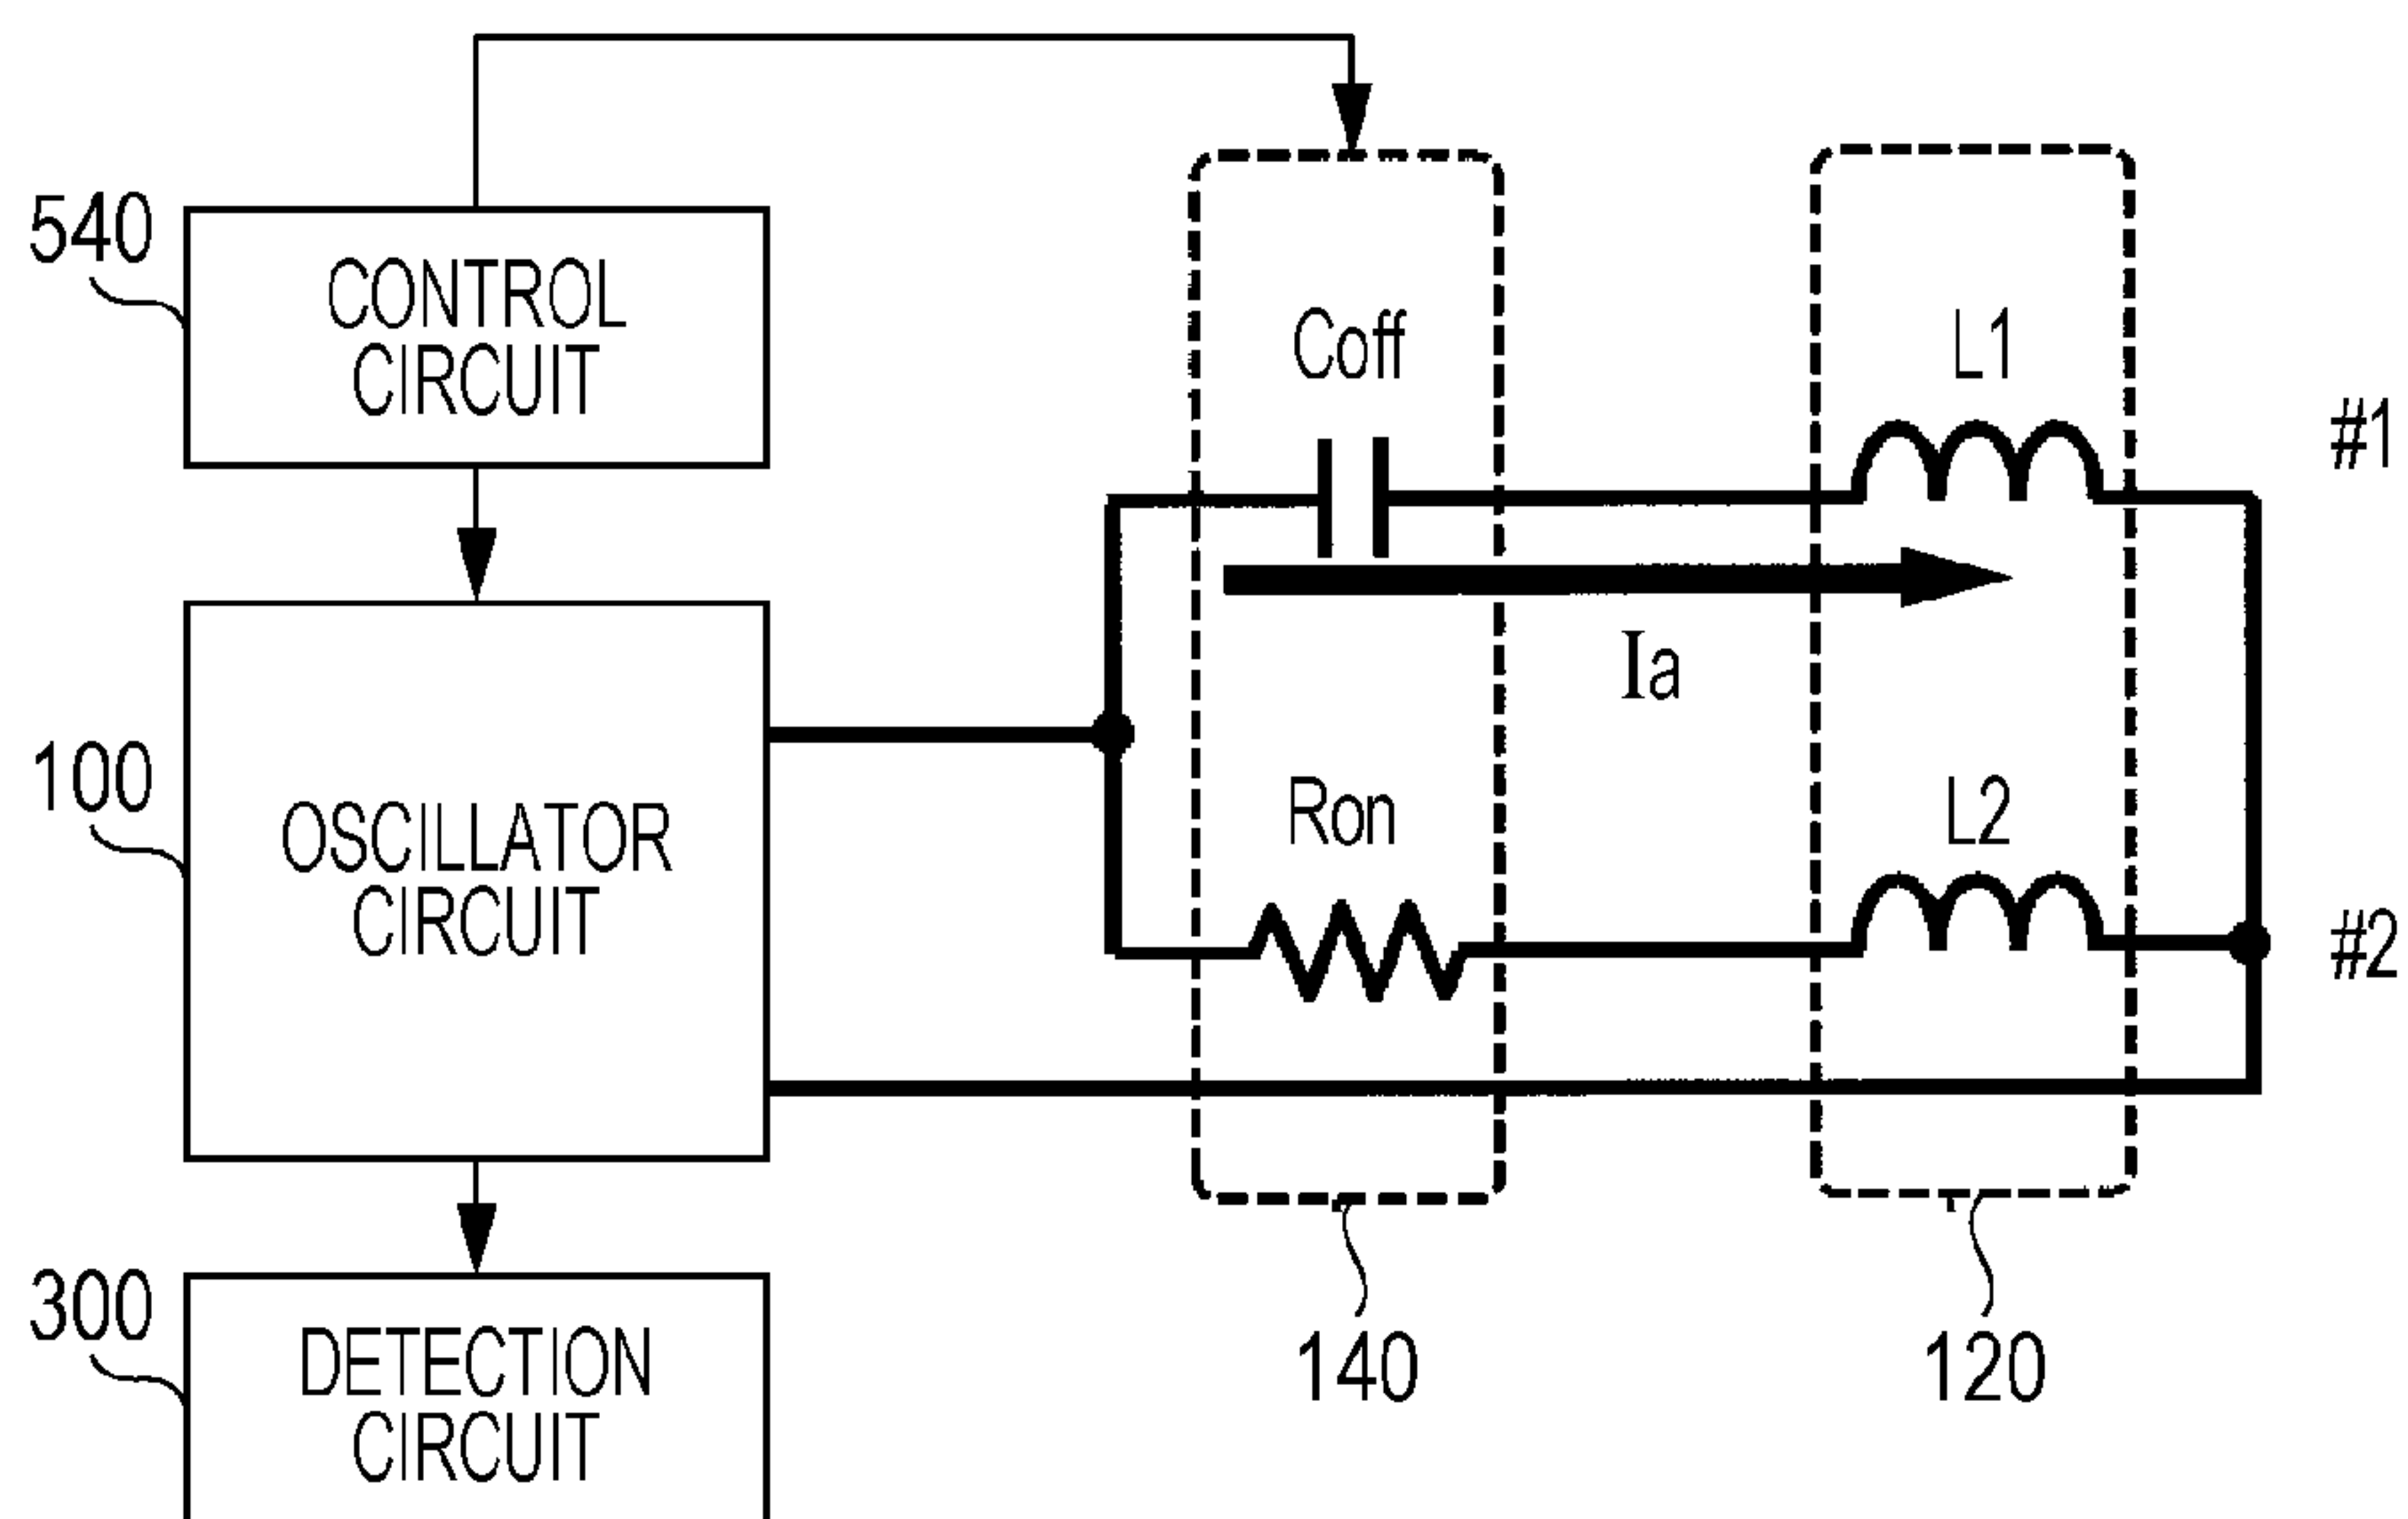 540
CONTROL
CIRCUIT
Coff
L1
#1
Ia
100
OSCILLATOR
CIRCUIT
Ron
L2
#2
300
DETECTION
CIRCUIT
140
120